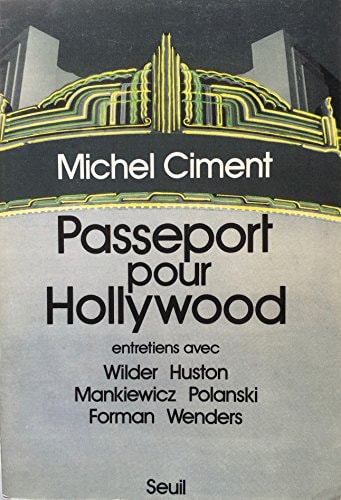 Michel Ciment
Passeport
pour
Hollywood
entretiens avec
Wilder Huston
Mankiewicz Polanski
Forman Wenders
Seuil